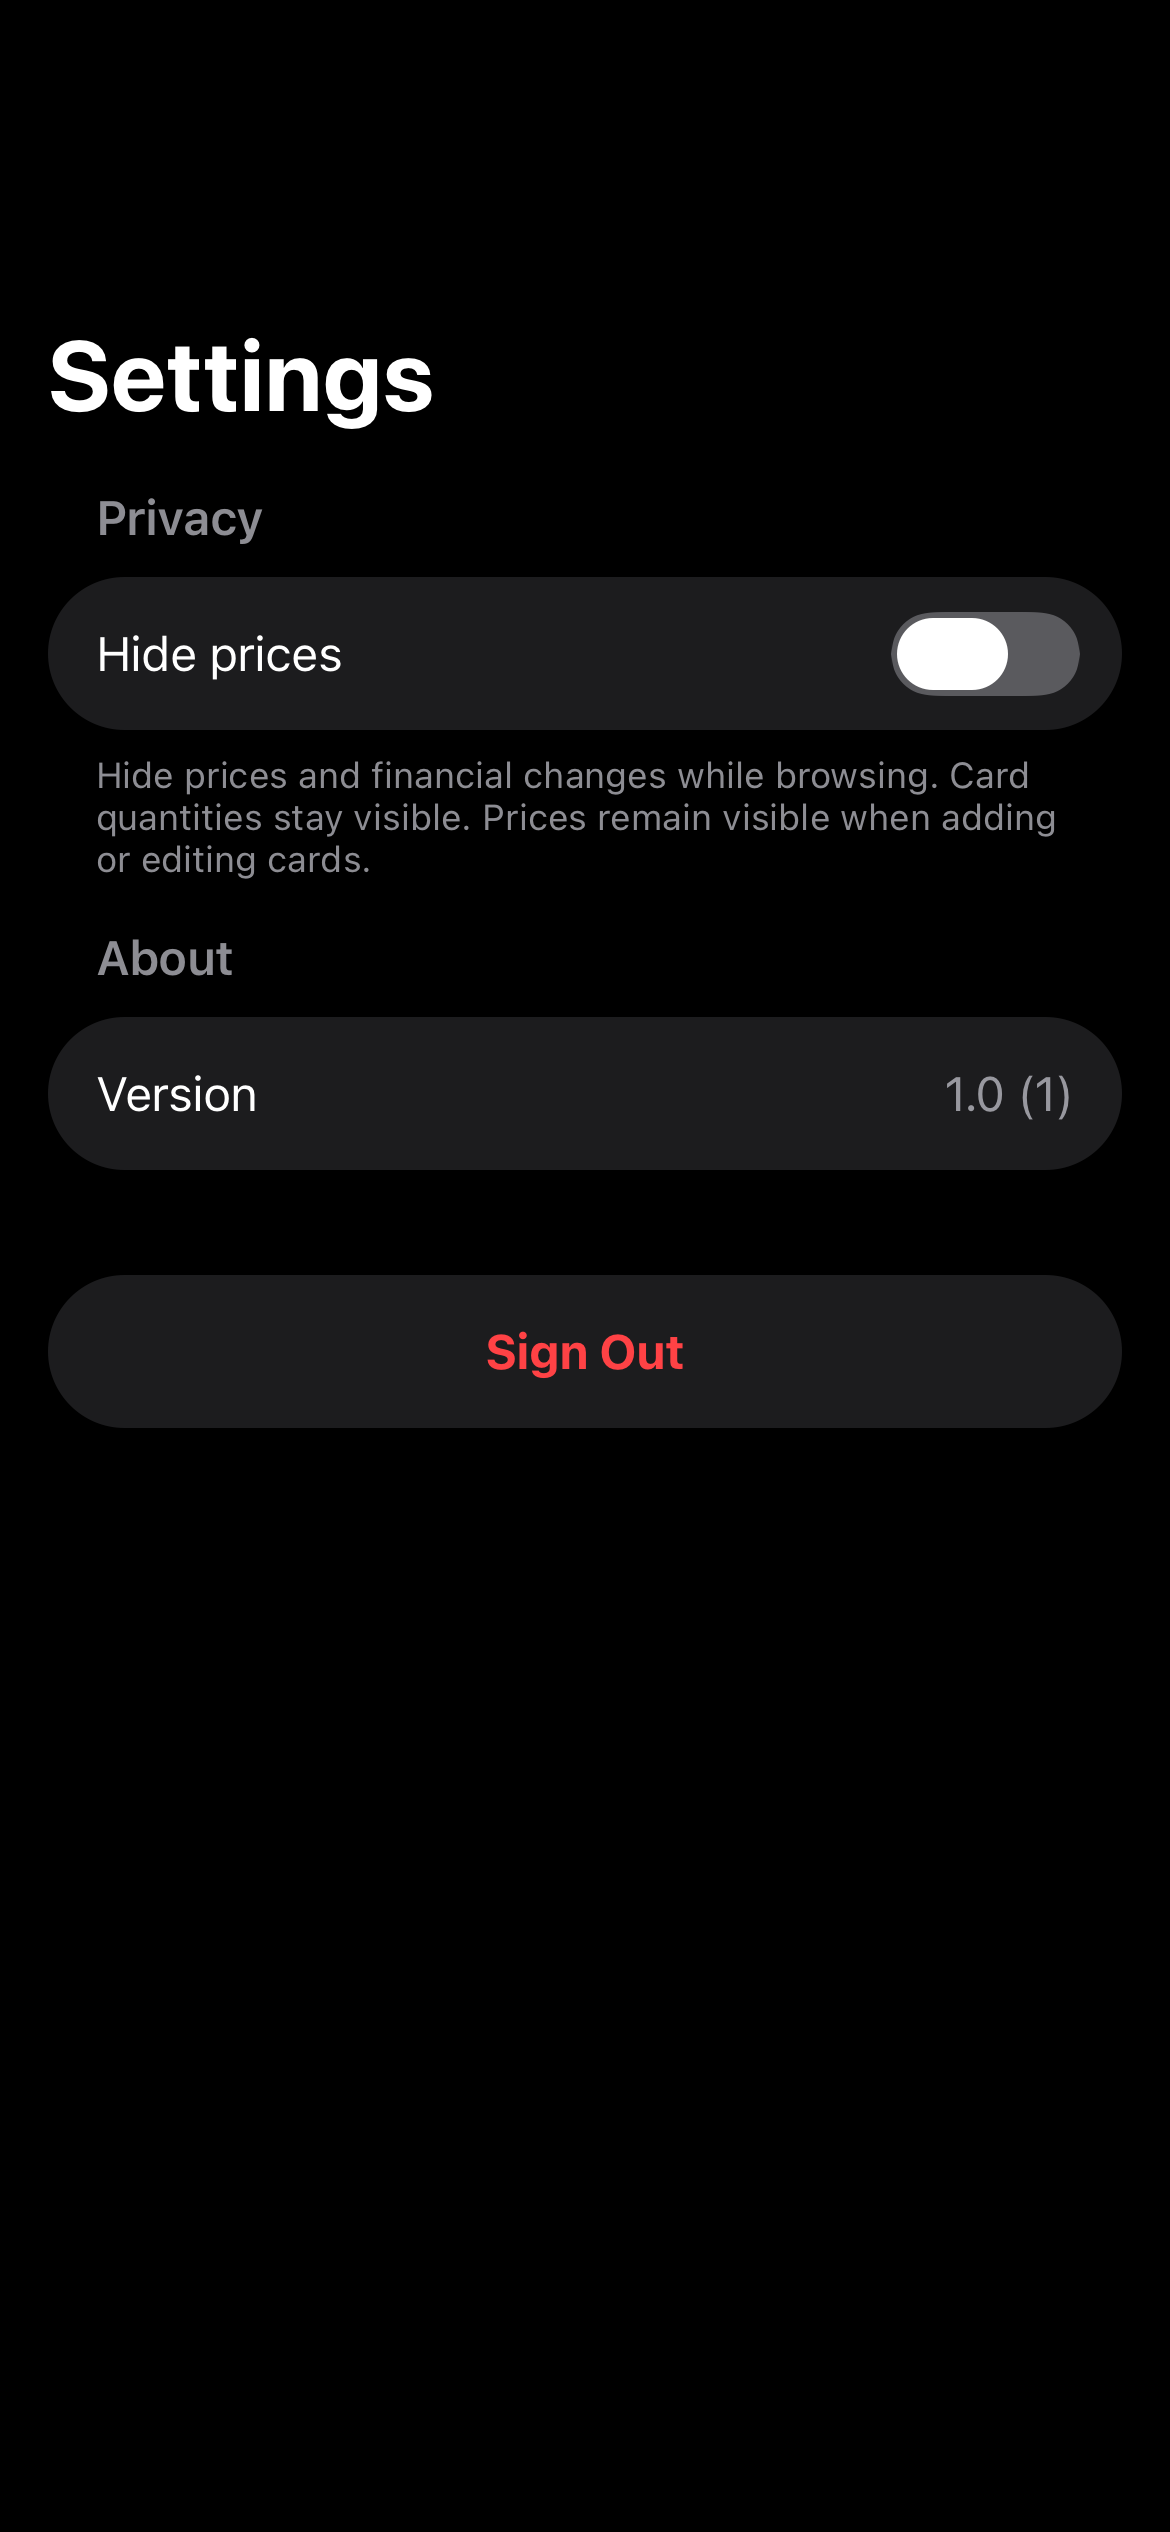 Settings
Privacy
Hide prices
Hide prices and financial changes while browsing. Card
quantities stay visible. Prices remain visible when adding
or editing cards.
About
Version 1.0 (1)
Sign Out